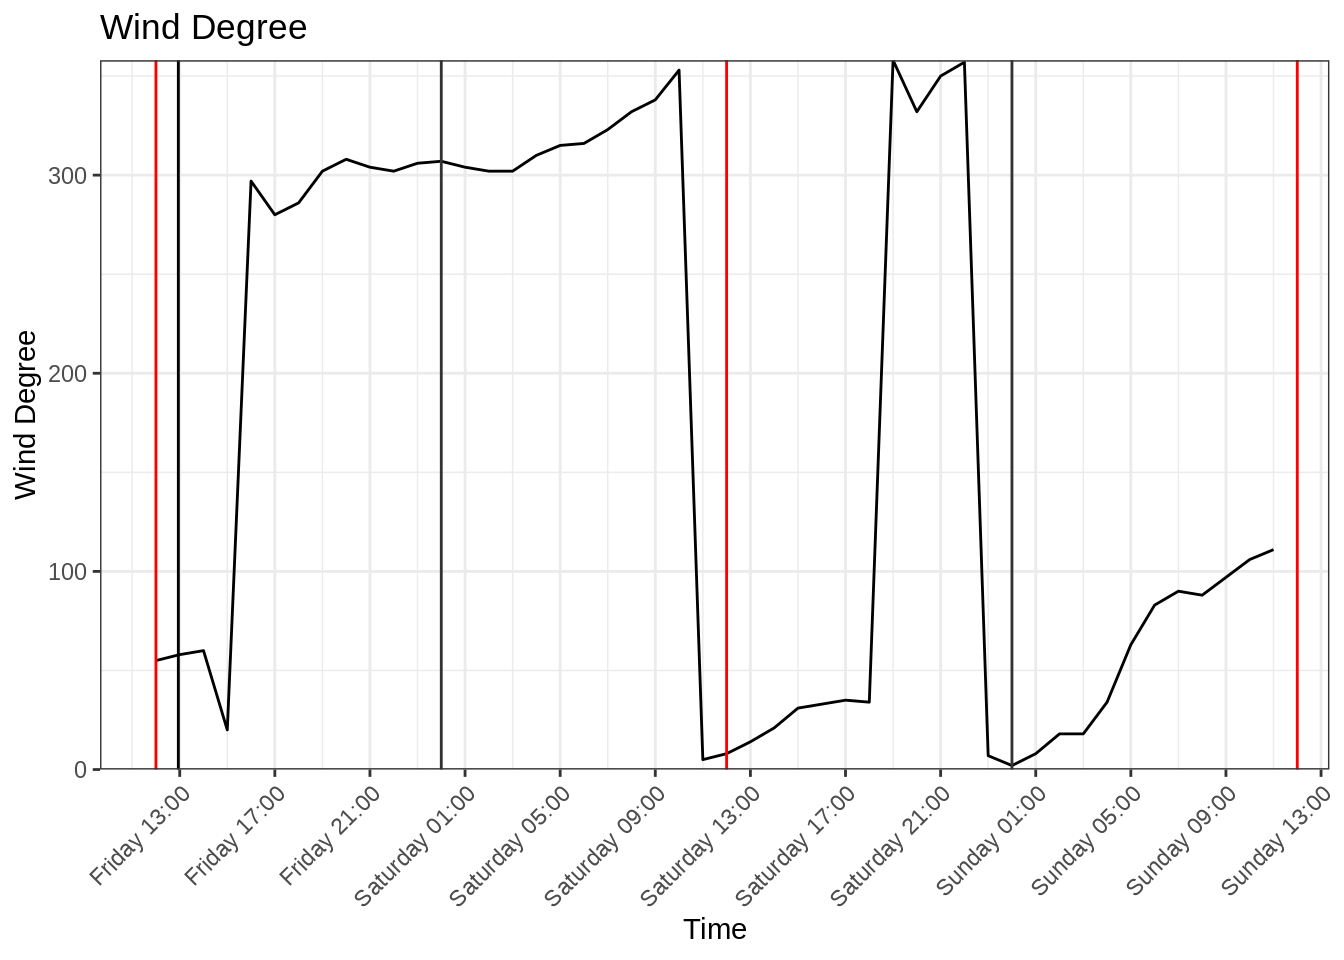 Wind Degree
Wind Degree
300
200
100
0
Friday 13:00
Friday 17:00
Friday 21:00
Saturday 01:00
Saturday 05:00
Saturday 09:00
Saturday 13:00
Saturday 17:00
Saturday 21:00
Sunday 01:00
Sunday 05:00
Sunday 09:00
Sunday 13:00
Time